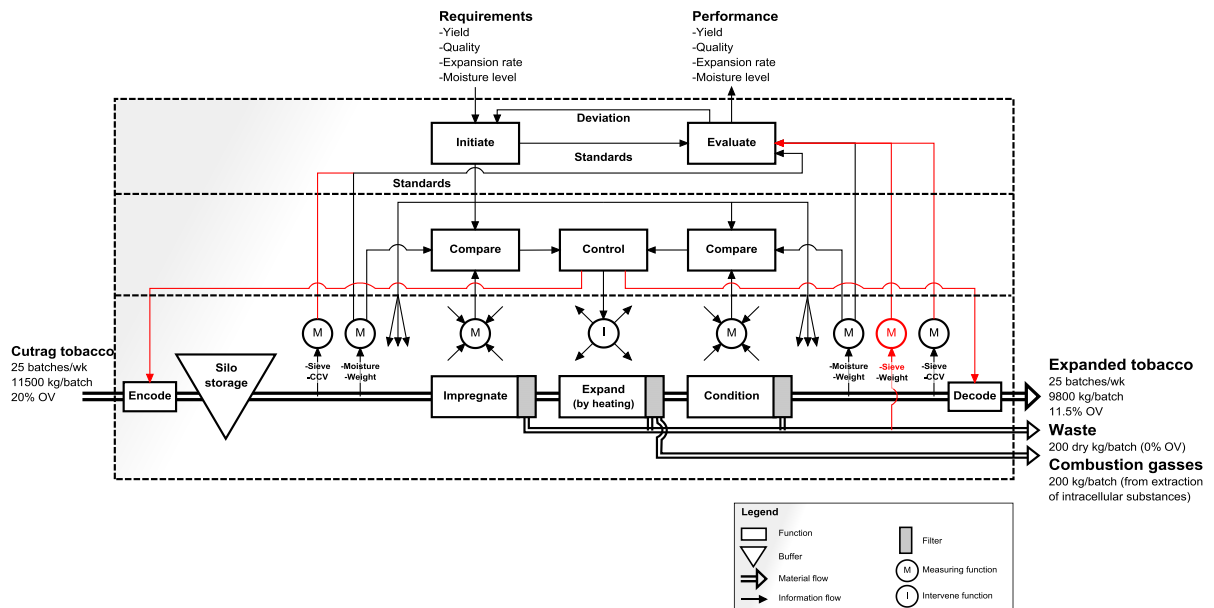 Requirements
-Yield
-Quality
-Expansion rate
-Moisture level
Performance
-Yield
-Quality
-Expansion rate
-Moisture level
Deviation
Initiate
Evaluate
Standards
Standards
Compare
Control
Compare
M
M
M
I
M
M
M
M
-Sieve
-CCV
-Moisture
-Weight
-Moisture
-Weight
-Sieve
-Weight
-Sieve
-CCV
Cutrag tobacco
25 batches/wk
11500 kg/batch
20% OV
Encode
Silo
storage
Impregnate
Expand
(by heating)
Condition
Decode
Expanded tobacco
25 batches/wk
9800 kg/batch
11.5% OV
Waste
200 dry kg/batch (0% OV)
Combustion gasses
200 kg/batch (from extraction
of intracellular substances)
Legend
Function
Buffer
Material flow
Information flow
Filter
M
Measuring function
I
Intervene function